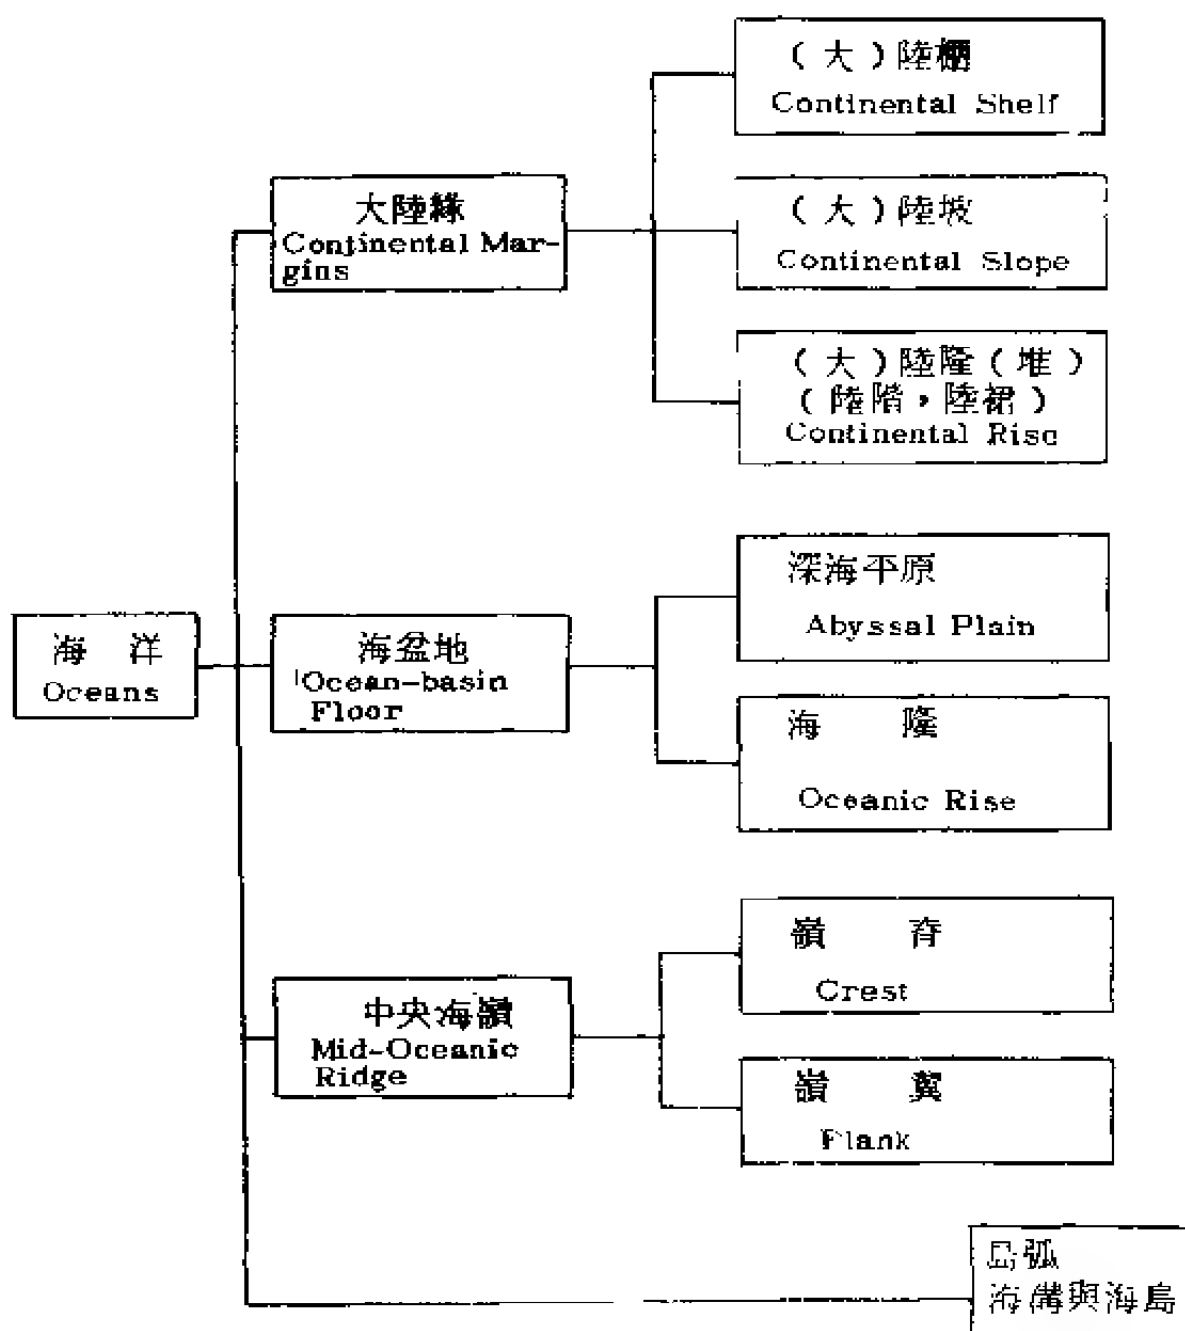 （大）陸棚
Continental Shelf
大陸緣
Continental Mar-
gins
（大）陸坡
Continental Slope
（大）陸隆（堆）
（陸階，陸裙）
Continental Rise
海洋
Oceans
海盆地
Ocean-basin
Floor
深海平原
Abyssal Plain
海隆
Oceanic Rise
中央海嶺
Mid-Oceanic
Ridge
嶺脊
Crest
嶺翼
Flank
島弧
海溝與海島